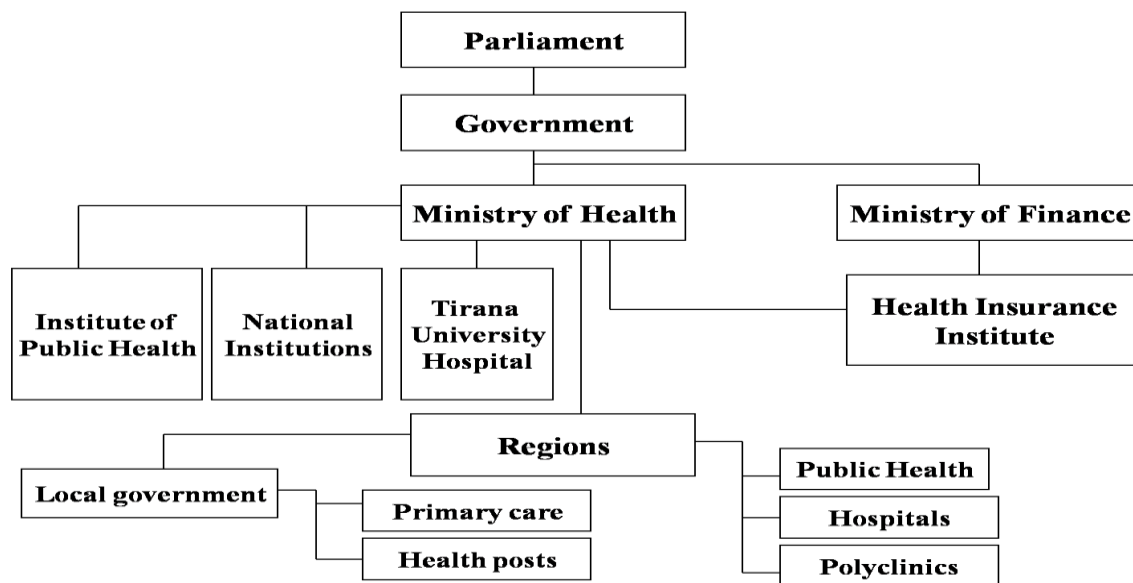 Parliament
Government
Ministry of Health
Ministry of Finance
Institute of
Public Health
National
Institutions
Tirana
University
Hospital
Health Insurance
Institute
Regions
Local government
Primary care
Health posts
Public Health
Hospitals
Polyclinics